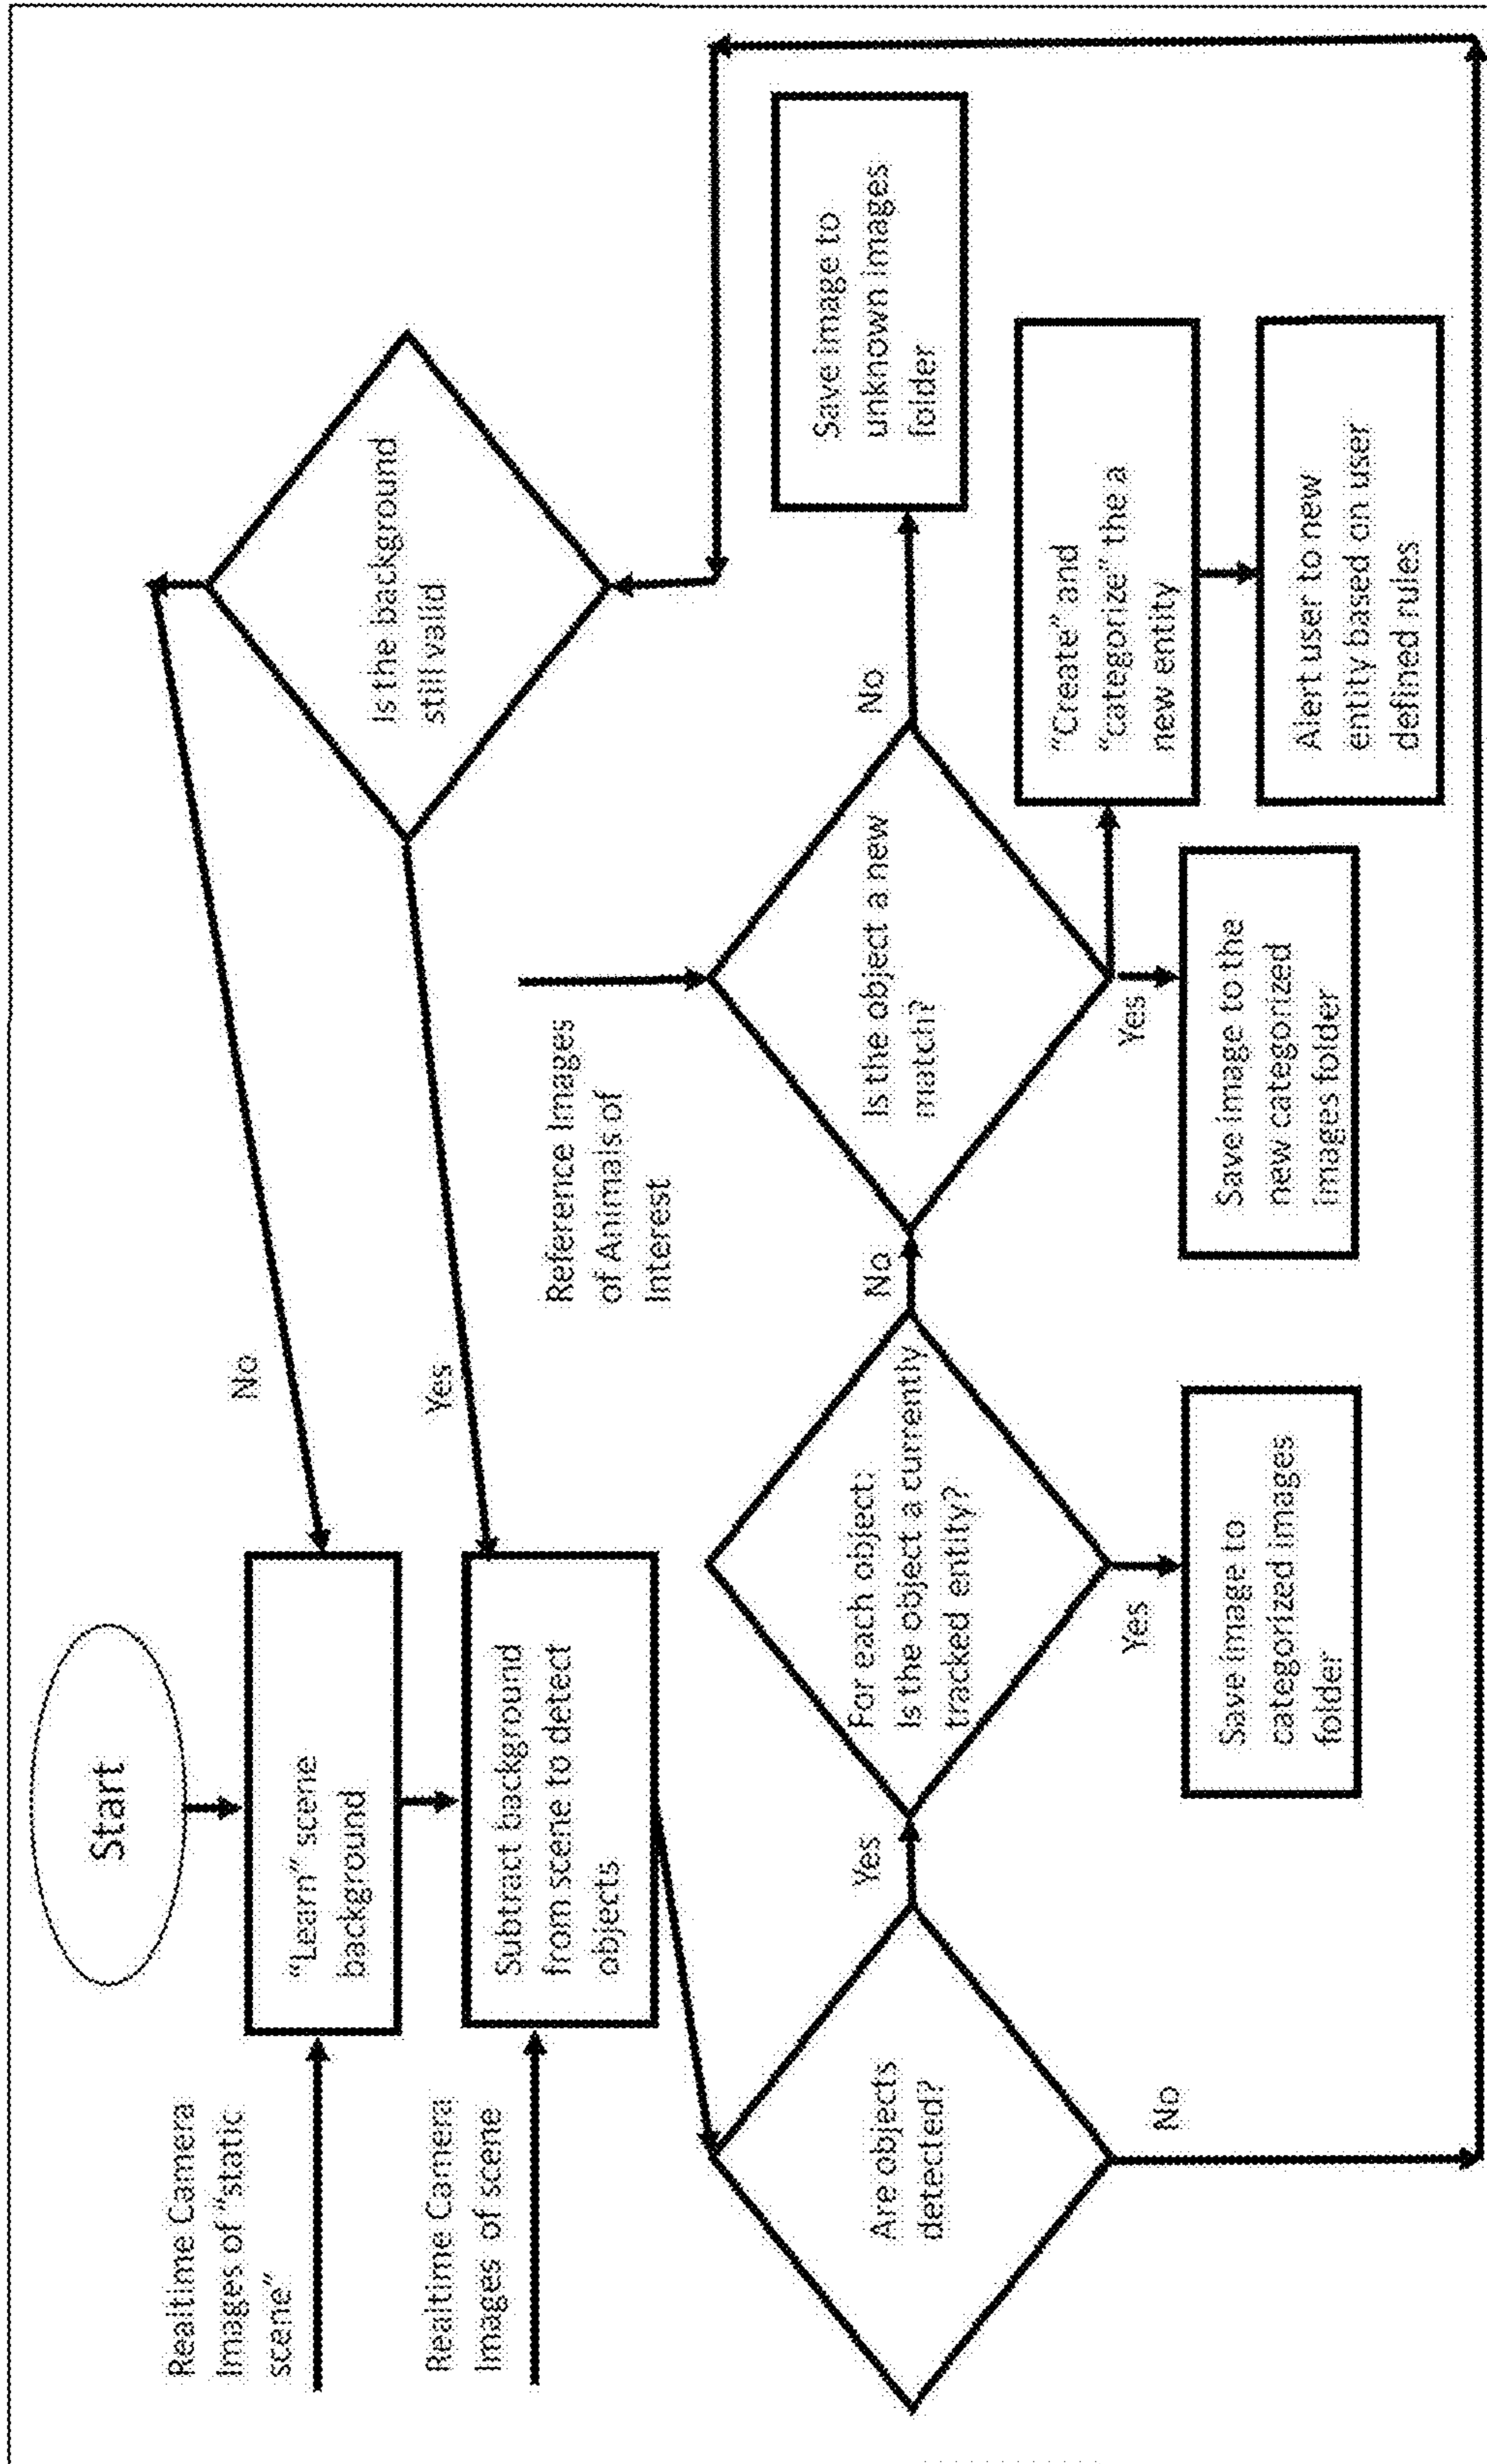 Start
Realtime Camera
Images of "static
scene"
"Learn" scene
background
No
Is the background
still valid
Realtime Camera
Images of scene
Subtract background
from scene to detect
objects.
Yes
Reference Images
of Animals of
Interest
Are objects
detected?
Yes
For each object:
Is the object a currently
tracked entity?
No
Is the object a new
match?
No
Save image to
unknown images
folder
No
Yes
Save image to
categorized images
folder
Yes
Save image to the
new categorized
images folder
"Create" and
"categorize" the a
new entity
Alert user to new
entity based on user
defined rules